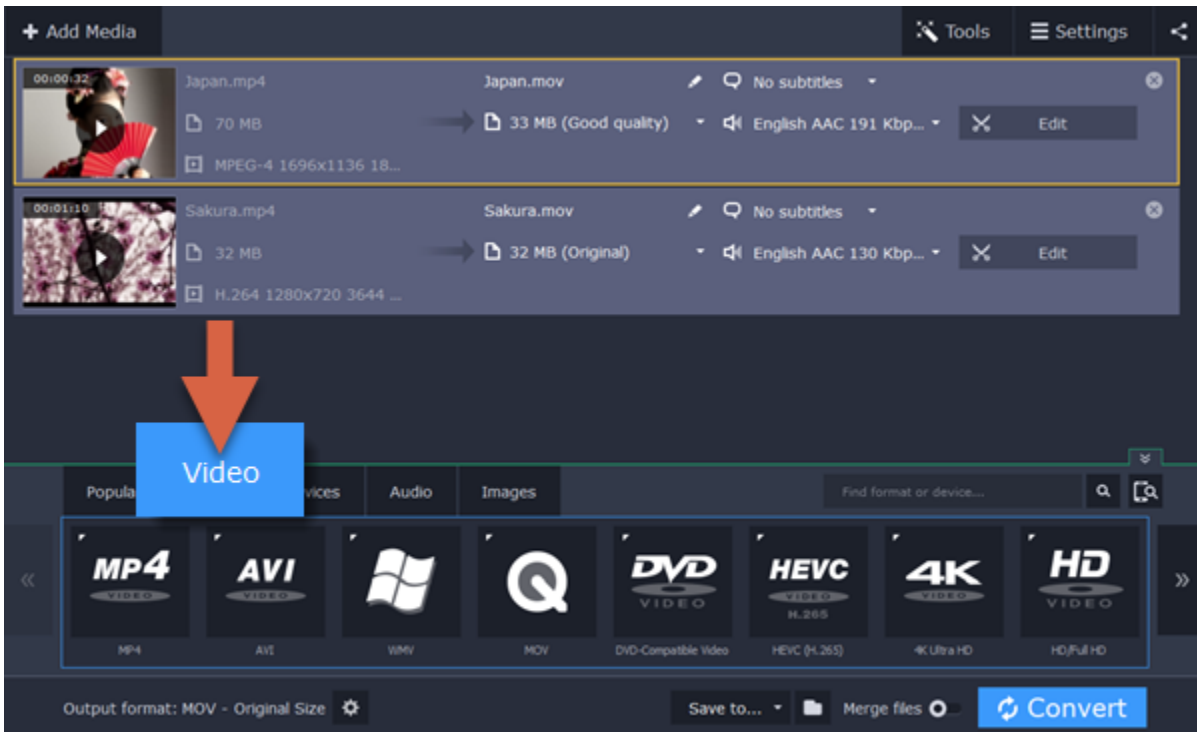 Add Media
Tools
Settings
00:00:32
Japan.mp4
Japan.mov
No subtitles
70 MB
33 MB (Good quality)
English AAC 191 Kbp...
Edit
MPEG-4 1696x1136 18...
00:01:10
Sakura.mp4
Sakura.mov
No subtitles
32 MB
32 MB (Original)
English AAC 130 Kbp...
Edit
H.264 1280x720 3644 ...
Video
Popula
vices
Audio
Images
Find format or device...
MP4 VIDEO
AVI VIDEO
DVD VIDEO
HEVC VIDEO H.265
4K VIDEO
HD VIDEO
MP4
AVI
WMV
MOV
DVD-Compatible Video
HEVC (H.265)
4K Ultra HD
HD/Full HD
Output format: MOV - Original Size
Save to...
Merge files
Convert